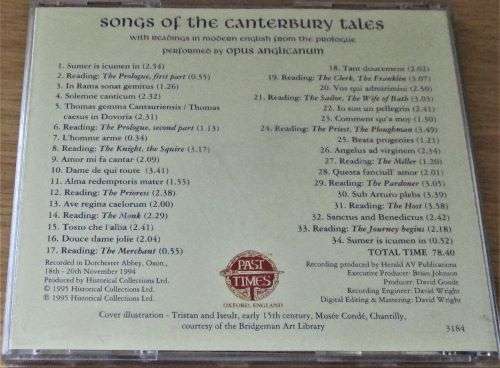 songs of the canterbury tales
with readings in modern english from the prologue
performed by opus anglicanum
1. Sumer is icumen in (2.54)
2. Reading: The Prologue, first part (0.55)
3. In Rama sonat gemitus (1.26)
4. Solemne canticum (2.32)
5. Thomas gemma Cantauriensis / Thomas
caesus in Dovoria (2.31)
6. Reading: The Prologue, second part (1.13)
7. L'homme arme (0.34)
8. Reading: The Knight, the Squire (3.17)
9. Amor mi fa cantar (2.09)
10. Dame de qui toute (3.41)
11. Alma redemptoris mater (1.55)
12. Reading: The Prioress (2.38)
13. Ave regina caelorum (2.00)
14. Reading: The Monk (2.29)
15. Tosto che l'alba (2.41)
16. Douce dame jolie (2.04)
17. Reading: The Merchant (0.55)
18. Tant doucement (2.02)
19. Reading: The Clerk, The Franklin (3.07)
20. Vos qui admiramini (2.50)
21. Reading: The Sailor, The Wife of Bath (3.03)
22. Io son un pellegrin (2.41)
23. Comment qu'a moy (1.50)
24. Reading: The Priest, The Ploughman (3.49)
25. Beata progenies (1.21)
26. Angelus ad virginem (2.54)
27. Reading: The Miller (1.20)
28. Questa fanciull' amor (2.21)
29. Reading: The Pardoner (3.05)
30. Sub Arturo plebs (3.39)
31. Reading: The Host (3.58)
32. Sanctus and Benedictus (2.42)
33. Reading: The Journey begins (2.18)
34. Sumer is icumen in (0.52)
TOTAL TIME 78.40
Recorded in Dorchester Abbey, Oxon.,
18th - 20th November 1994
Produced by Historical Collections Ltd.
℗ 1995 Historical Collections Ltd.
© 1995 Historical Collections Ltd.
PAST
TIMES
OXFORD, ENGLAND
Recording produced by Herald AV Publications
Executive Producer: Brian Johnson
Producer: David Goode
Recording Engineer: David Wright
Digital Editing & Mastering: David Wright
Cover illustration - Tristan and Iseult, early 15th century, Musée Condé, Chantilly,
courtesy of the Bridgeman Art Library
3184